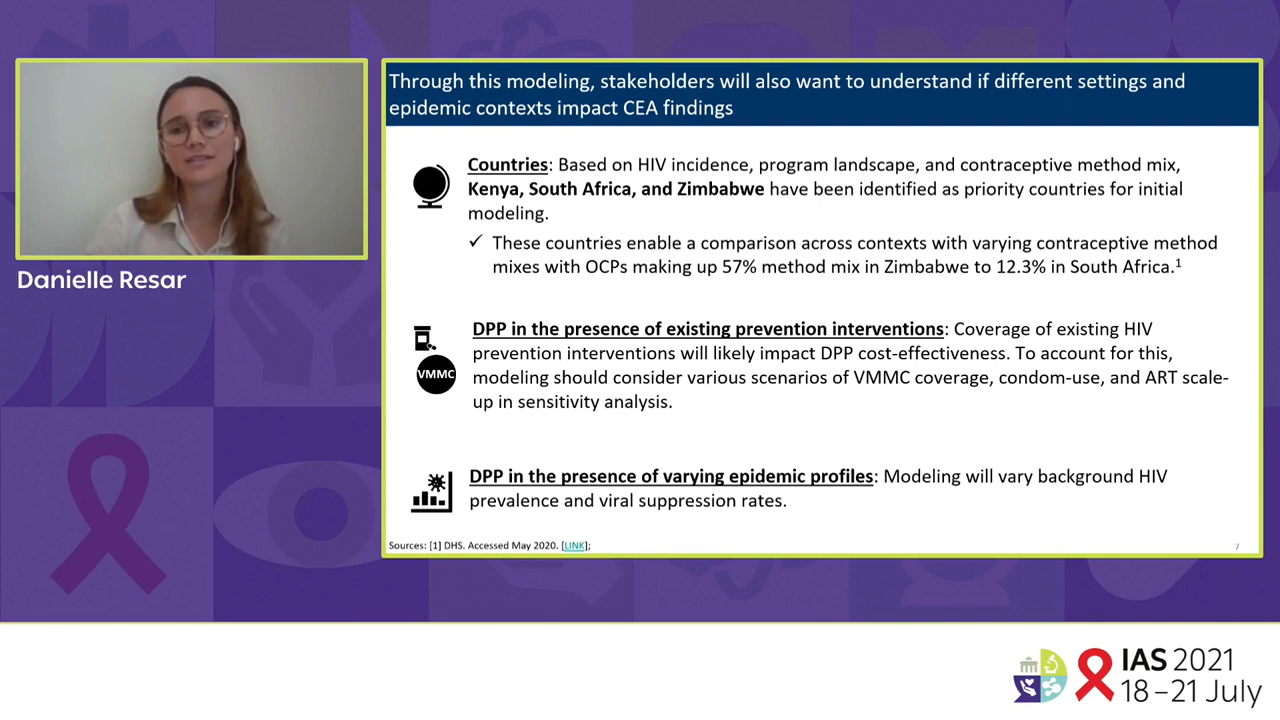 Danielle Resar
Through this modeling, stakeholders will also want to understand if different settings and
epidemic contexts impact CEA findings
Countries: Based on HIV incidence, program landscape, and contraceptive method mix,
Kenya, South Africa, and Zimbabwe have been identified as priority countries for initial
modeling.
✓ These countries enable a comparison across contexts with varying contraceptive method
mixes with OCPs making up 57% method mix in Zimbabwe to 12.3% in South Africa.¹
VMMC
DPP in the presence of existing prevention interventions: Coverage of existing HIV
prevention interventions will likely impact DPP cost-effectiveness. To account for this,
modeling should consider various scenarios of VMMC coverage, condom-use, and ART scale-
up in sensitivity analysis.
DPP in the presence of varying epidemic profiles: Modeling will vary background HIV
prevalence and viral suppression rates.
Sources: [1] DHS. Accessed May 2020. [LINK];
7
IAS 2021
18–21 July